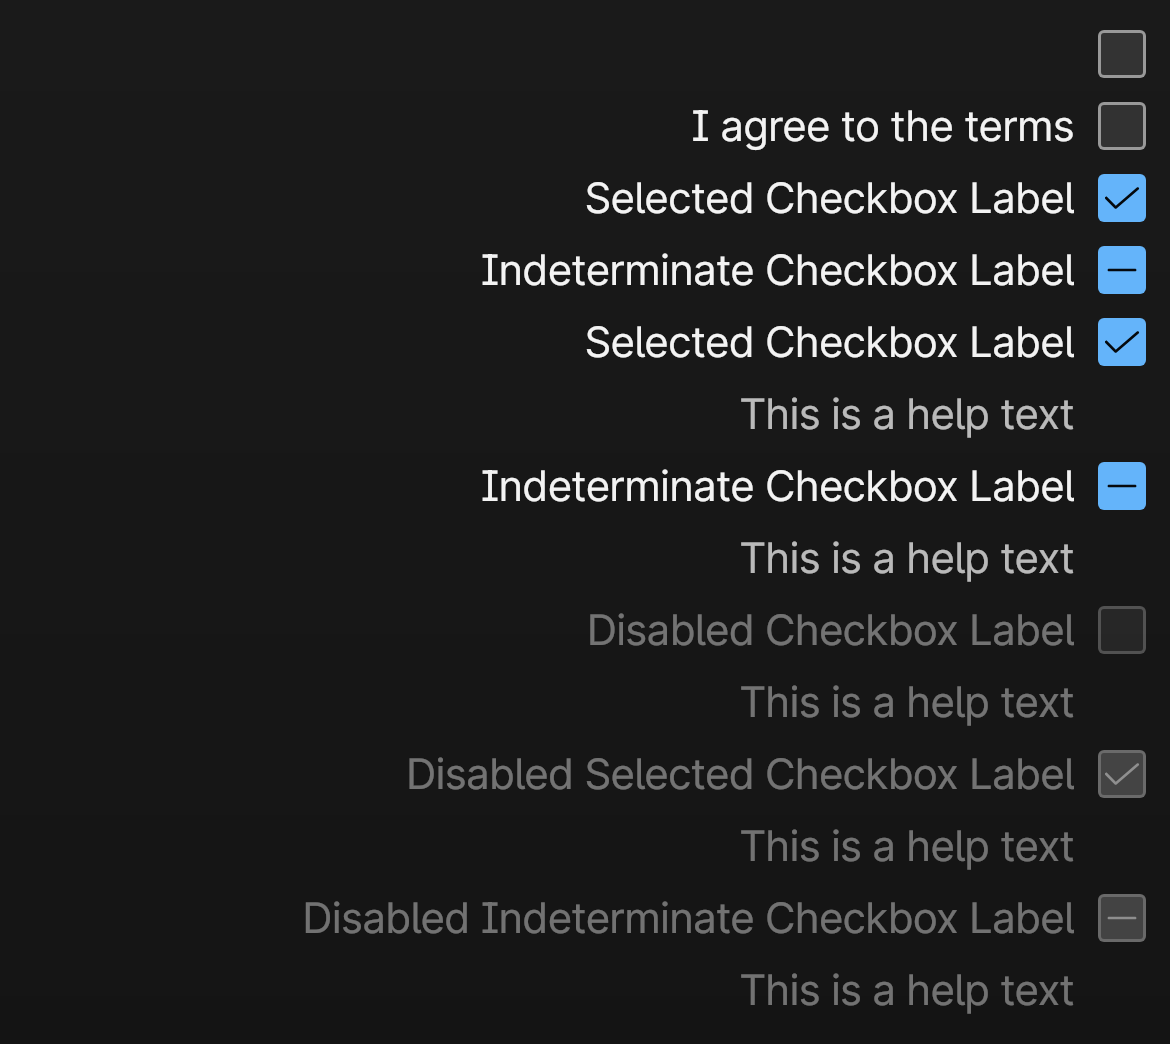 I agree to the terms
Selected Checkbox Label
Indeterminate Checkbox Label
Selected Checkbox Label
This is a help text
Indeterminate Checkbox Label
This is a help text
Disabled Checkbox Label
This is a help text
Disabled Selected Checkbox Label
This is a help text
Disabled Indeterminate Checkbox Label
This is a help text